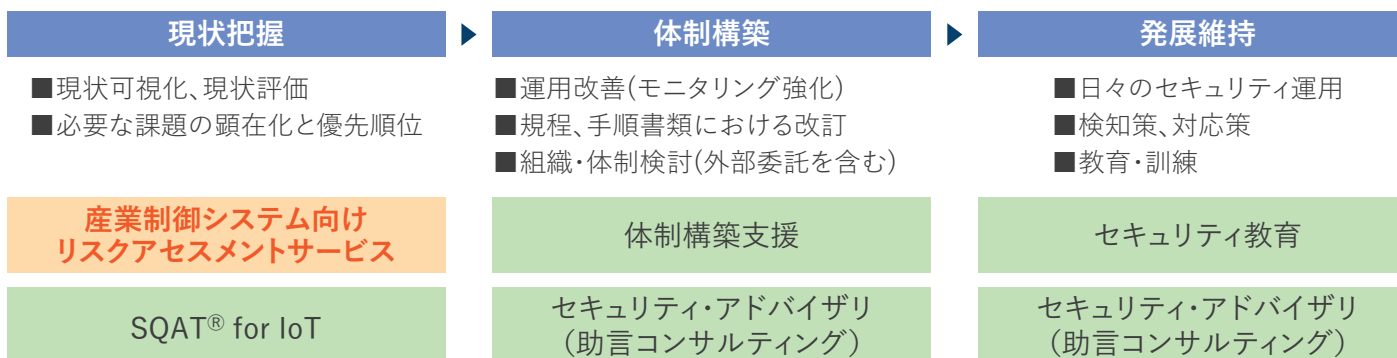 現状把握
■現状可視化、現状評価
■必要な課題の顕在化と優先順位
産業制御システム向け
リスクアセスメントサービス
SQAT® for IoT
体制構築
■運用改善(モニタリング強化)
■規程、手順書類における改訂
■組織・体制検討(外部委託を含む)
体制構築支援
セキュリティ・アドバイザリ
(助言コンサルティング)
発展維持
■日々のセキュリティ運用
■検知策、対応策
■教育・訓練
セキュリティ教育
セキュリティ・アドバイザリ
(助言コンサルティング)